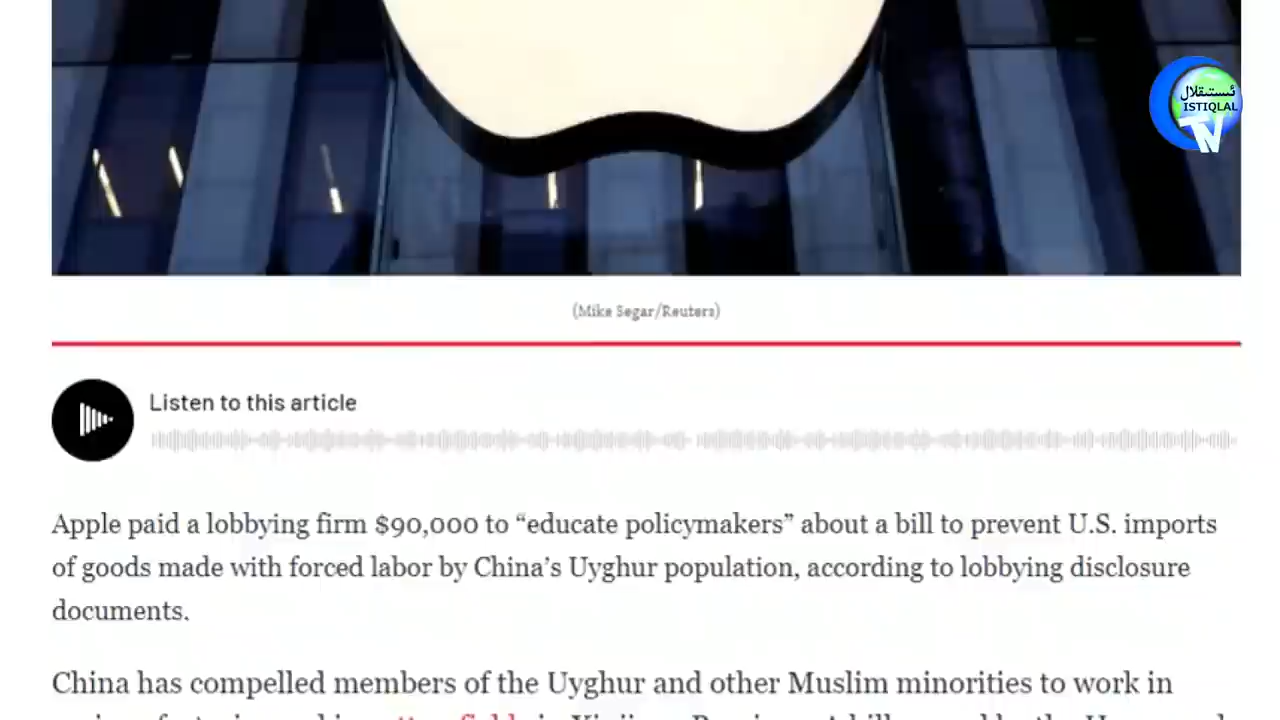 ئىستىقلال
ISTIQLAL
TV
(Mike Segar/Reuters)
Listen to this article
Apple paid a lobbying firm $90,000 to “educate policymakers” about a bill to prevent U.S. imports
of goods made with forced labor by China’s Uyghur population, according to lobbying disclosure
documents.
China has compelled members of the Uyghur and other Muslim minorities to work in